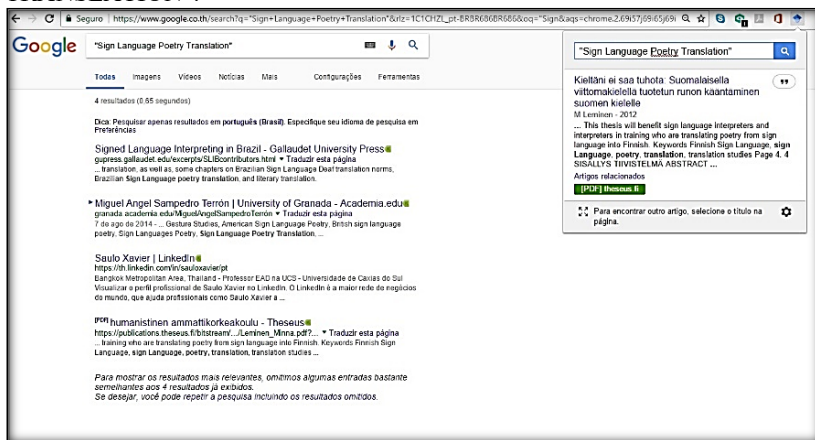 Seguro | https://www.google.co.th/search?q="Sign+Language+Poetry+Translation"&rlz=1C1CHZL_pt-BRBR686BR686&oq="Sign&aqs=chrome.2.69i57j69i65j69i
Google
"Sign Language Poetry Translation"
Todas Imagens Vídeos Notícias Mais Configurações Ferramentas
4 resultados (0,65 segundos)
Dica: Pesquisar apenas resultados em português (Brasil). Especifique seu idioma de pesquisa em
Preferências
Signed Language Interpreting in Brazil - Gallaudet University Press
gupress.gallaudet.edu/excerpts/SLIBcontributors.html ▼ Traduzir esta página
... translation, as well as, some chapters on Brazilian Sign Language Deaf translation norms,
Brazilian Sign Language poetry translation, and literary translation.
Miguel Angel Sampedro Terrón | University of Granada - Academia.edu
granada.academia.edu/MiguelAngelSampedroTerrón ▼ Traduzir esta página
7 de ago de 2014 - ... Gesture Studies, American Sign Language Poetry, British sign language
poetry, Sign Languages Poetry, Sign Language Poetry Translation, ...
Saulo Xavier | LinkedIn
https://th.linkedin.com/in/sauloxavier/pt
Bangkok Metropolitan Area, Thailand - Professor EAD na UCS - Universidade de Caxias do Sul
Visualizar o perfil profissional de Saulo Xavier no LinkedIn. O LinkedIn é a maior rede de negócios
do mundo, que ajuda profissionais como Saulo Xavier a ...
[PDF] humanistinen ammattikorkeakoulu - Theseus
https://publications.theseus.fi/bitstream/.../Leminen_Minna.pdf?... ▼ Traduzir esta página
... training who are translating poetry from sign language into Finnish. Keywords Finnish Sign
Language, sign Language, poetry, translation, translation studies ...
Para mostrar os resultados mais relevantes, omitimos algumas entradas bastante
semelhantes aos 4 resultados já exibidos.
Se desejar, você pode repetir a pesquisa incluindo os resultados omitidos.
"Sign Language Poetry Translation"
Kieltäni ei saa tuhota: Suomalaisella
viittomakielellä tuotetun runon kääntäminen
suomen kielelle
M Leminen - 2012
... This thesis will benefit sign language interpreters and
interpreters in training who are translating poetry from sign
language into Finnish. Keywords Finnish Sign Language, sign
Language, poetry, translation, translation studies Page 4. 4
SISÄLLYS TIIVISTELMÄ ABSTRACT ...
Artigos relacionados
[PDF] theseus.fi
Para encontrar outro artigo, selecione o título na
página.